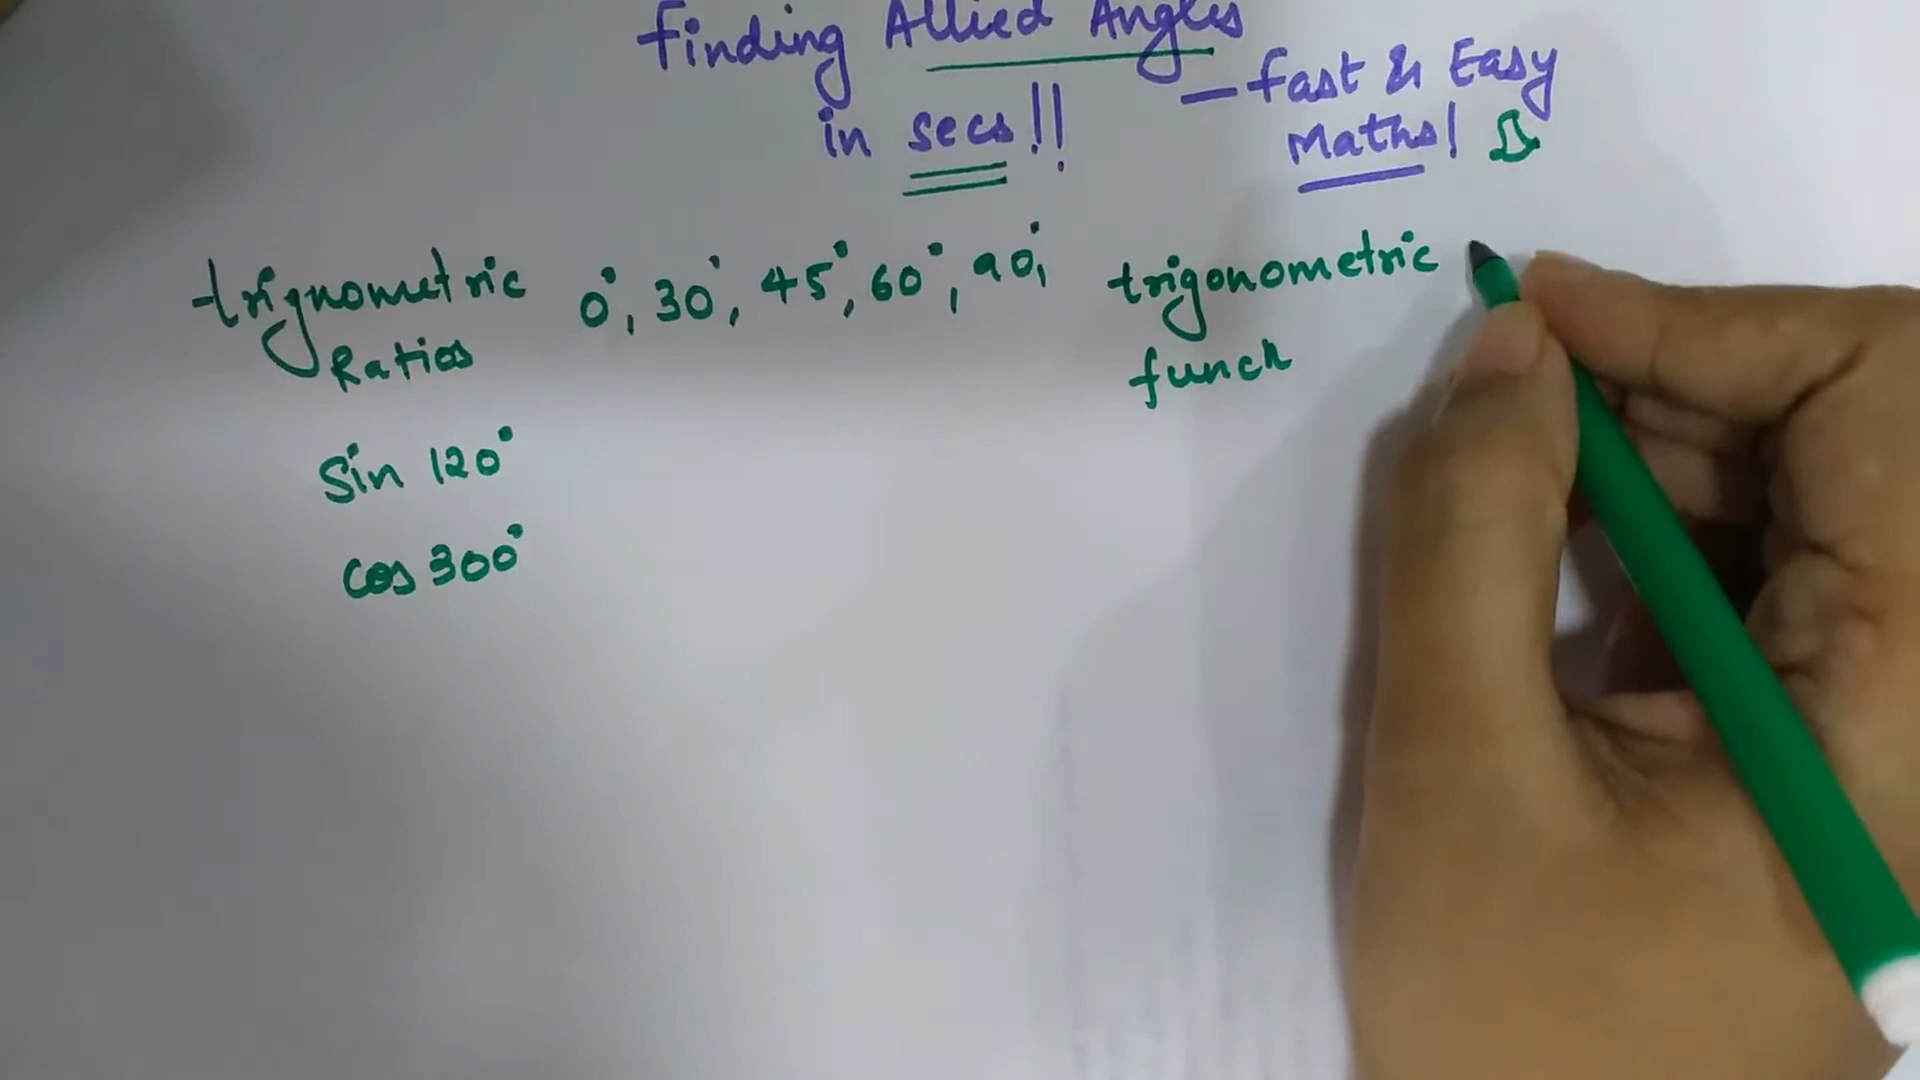 Finding Allied Angles
in secs!!
- Fast & Easy
Maths!
trignometric
Ratios
0°, 30°, 45°, 60°, 90°,
trigonometric
funcn
Sin 120°
Cos 300°